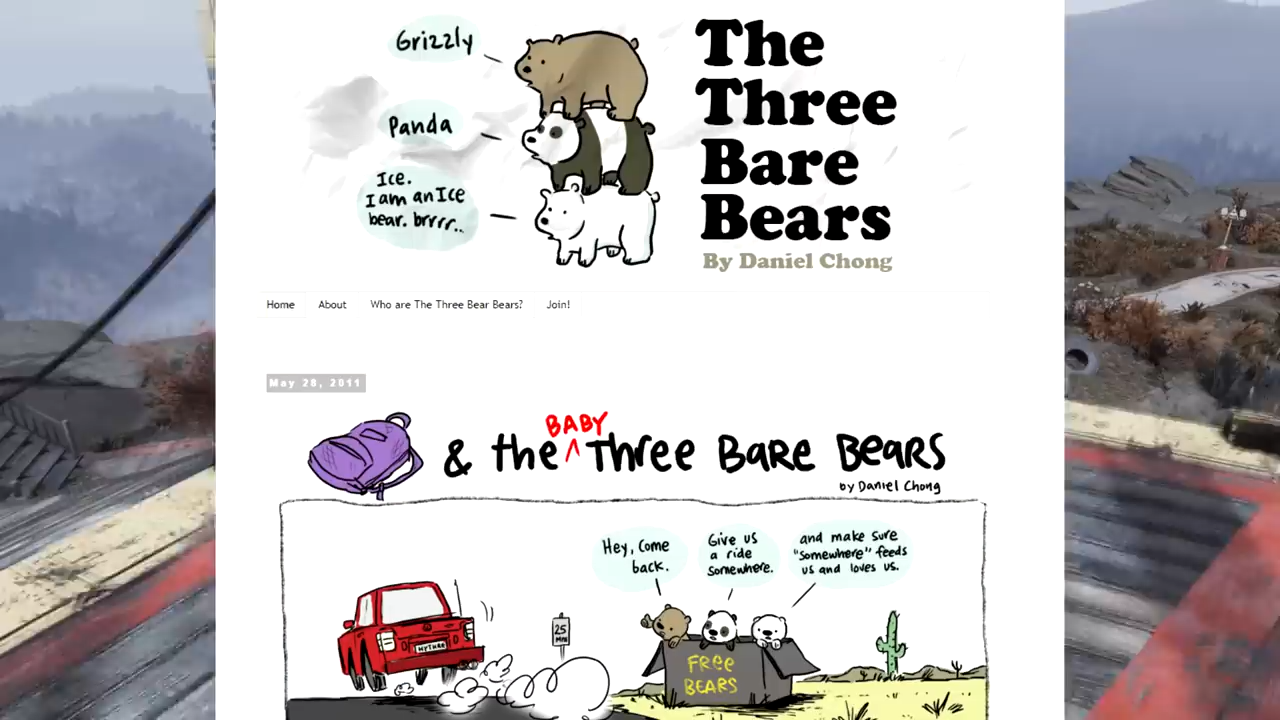 Grizzly
Panda
Ice.
I am an Ice
bear. brrrr..
The
Three
Bare
Bears
By Daniel Chong
Home About Who are The Three Bear Bears? Join!
May 28, 2011
& the BABY Three Bare Bears
by Daniel Chong
Hey, Come
back.
Give us
a ride
somewhere.
and make sure
"somewhere" feeds
us and loves us.
25
MPH
FREE
BEARS